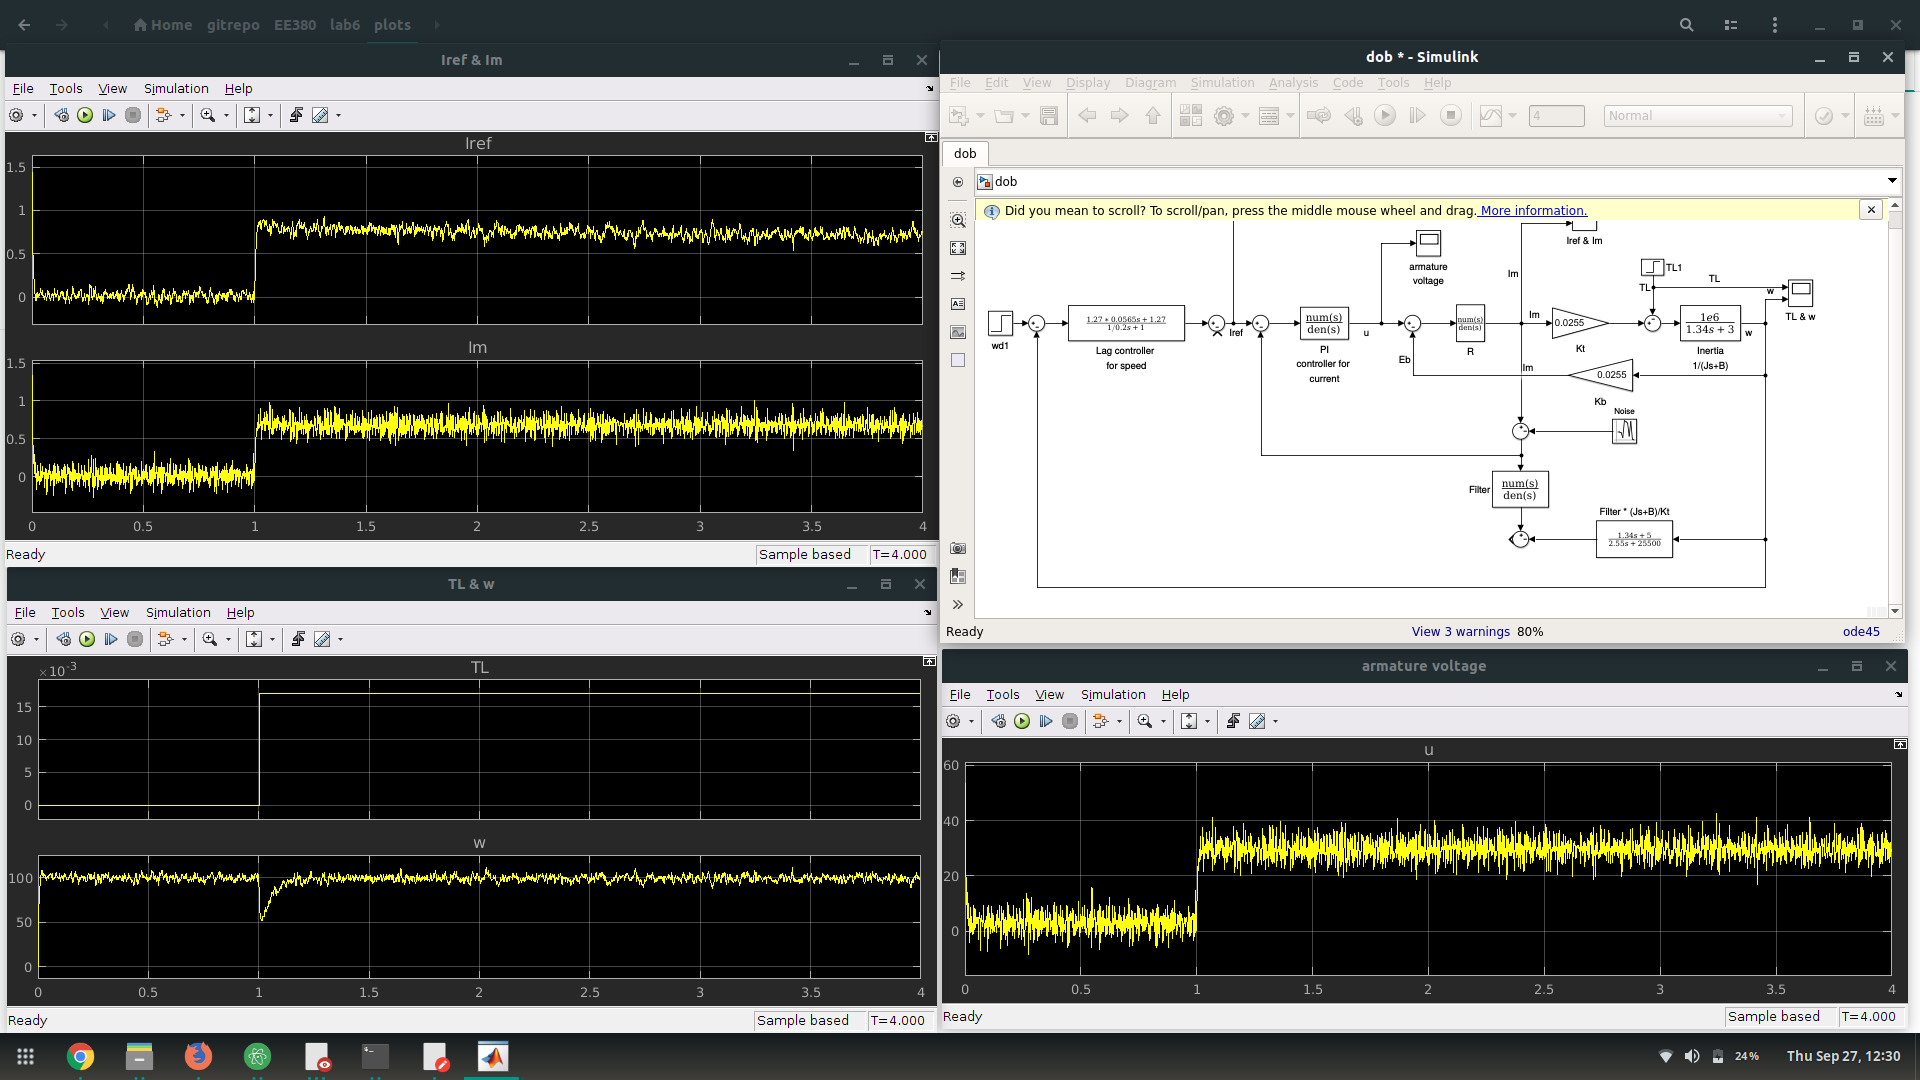 Home gitrepo EE380 lab6 plots
Iref & Im
File Tools View Simulation Help
Iref
1.5
1
0.5
0
Im
1.5
1
0.5
0
0 0.5 1 1.5 2 2.5 3 3.5 4
Ready Sample based T=4.000
TL & w
File Tools View Simulation Help
×10-3
TL
15
10
5
0
w
100
50
0
0 0.5 1 1.5 2 2.5 3 3.5 4
Ready Sample based T=4.000
dob * - Simulink
File Edit View Display Diagram Simulation Analysis Code Tools Help
4 Normal
dob
dob
Did you mean to scroll? To scroll/pan, press the middle mouse wheel and drag. More information.
Iref & Im
armature
voltage
Im
TL1
TL
TL
w
TL & w
wd1
1.27*0.0565s+1.27
1/0.2s+1
Lag controller
for speed
Iref
num(s)
den(s)
PI
controller for
current
u
Eb
num(s)
den(s)
R
Im
0.0255
Kt
1e6
1.34s+3
Inertia
1/(Js+B)
w
Im
0.0255
Kb
Noise
Filter
num(s)
den(s)
Filter * (Js+B)/Kt
1.34s+5
2.55s+25500
Ready View 3 warnings 80% ode45
armature voltage
File Tools View Simulation Help
u
60
40
20
0
0 0.5 1 1.5 2 2.5 3 3.5 4
Ready Sample based T=4.000
24% Thu Sep 27, 12:30